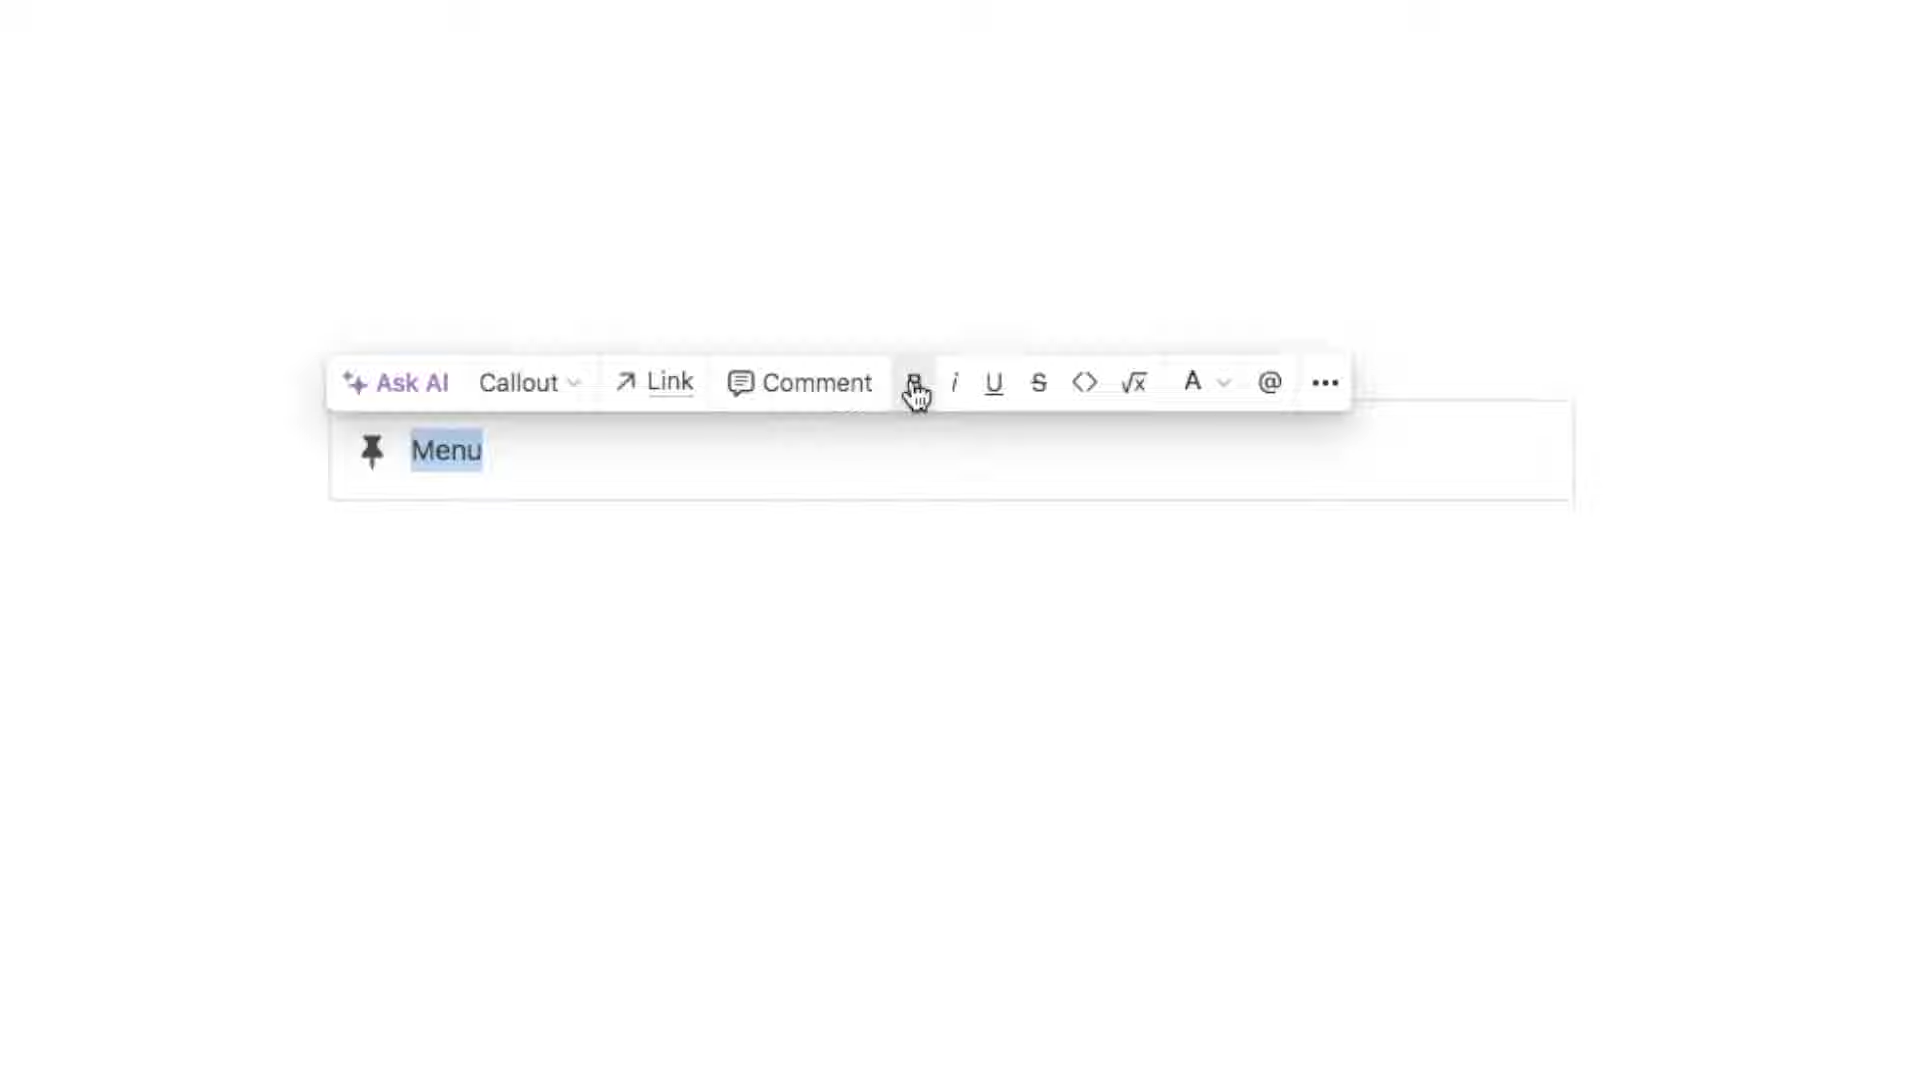 Ask AI Callout Link Comment B i U S <> √x A @ •••
Menu